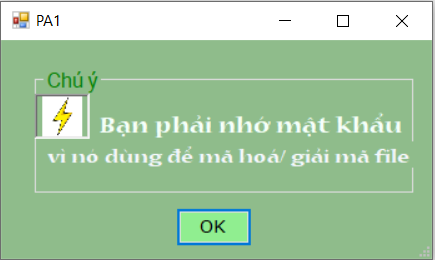 PA1
Chú ý
Bạn phải nhớ mật khẩu
vì nó dùng để mã hoá/ giải mã file
OK